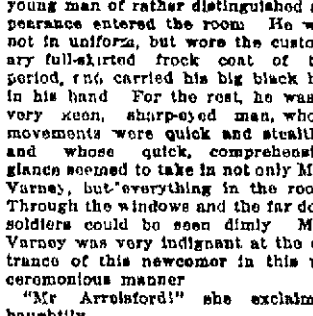 young man of rather distinguished a
pearance entered the room He w
not in uniform, but wore the custo
ary full-skirted frock coat of t
period, and, carried his big black h
in his hand For the rest, he was
very keen, sharp-eyed man, who
movements were quick and stealth
and whose quick, comprehensi
glance seemed to take in not only M
Varney, but everything in the roo
Through the windows and the far do
soldiers could be seen dimly M
Varney was very indignant at the e
trance of this newcomer in this
ceremonious manner
"Mr Arrelsford!" she exclaim
haughtily